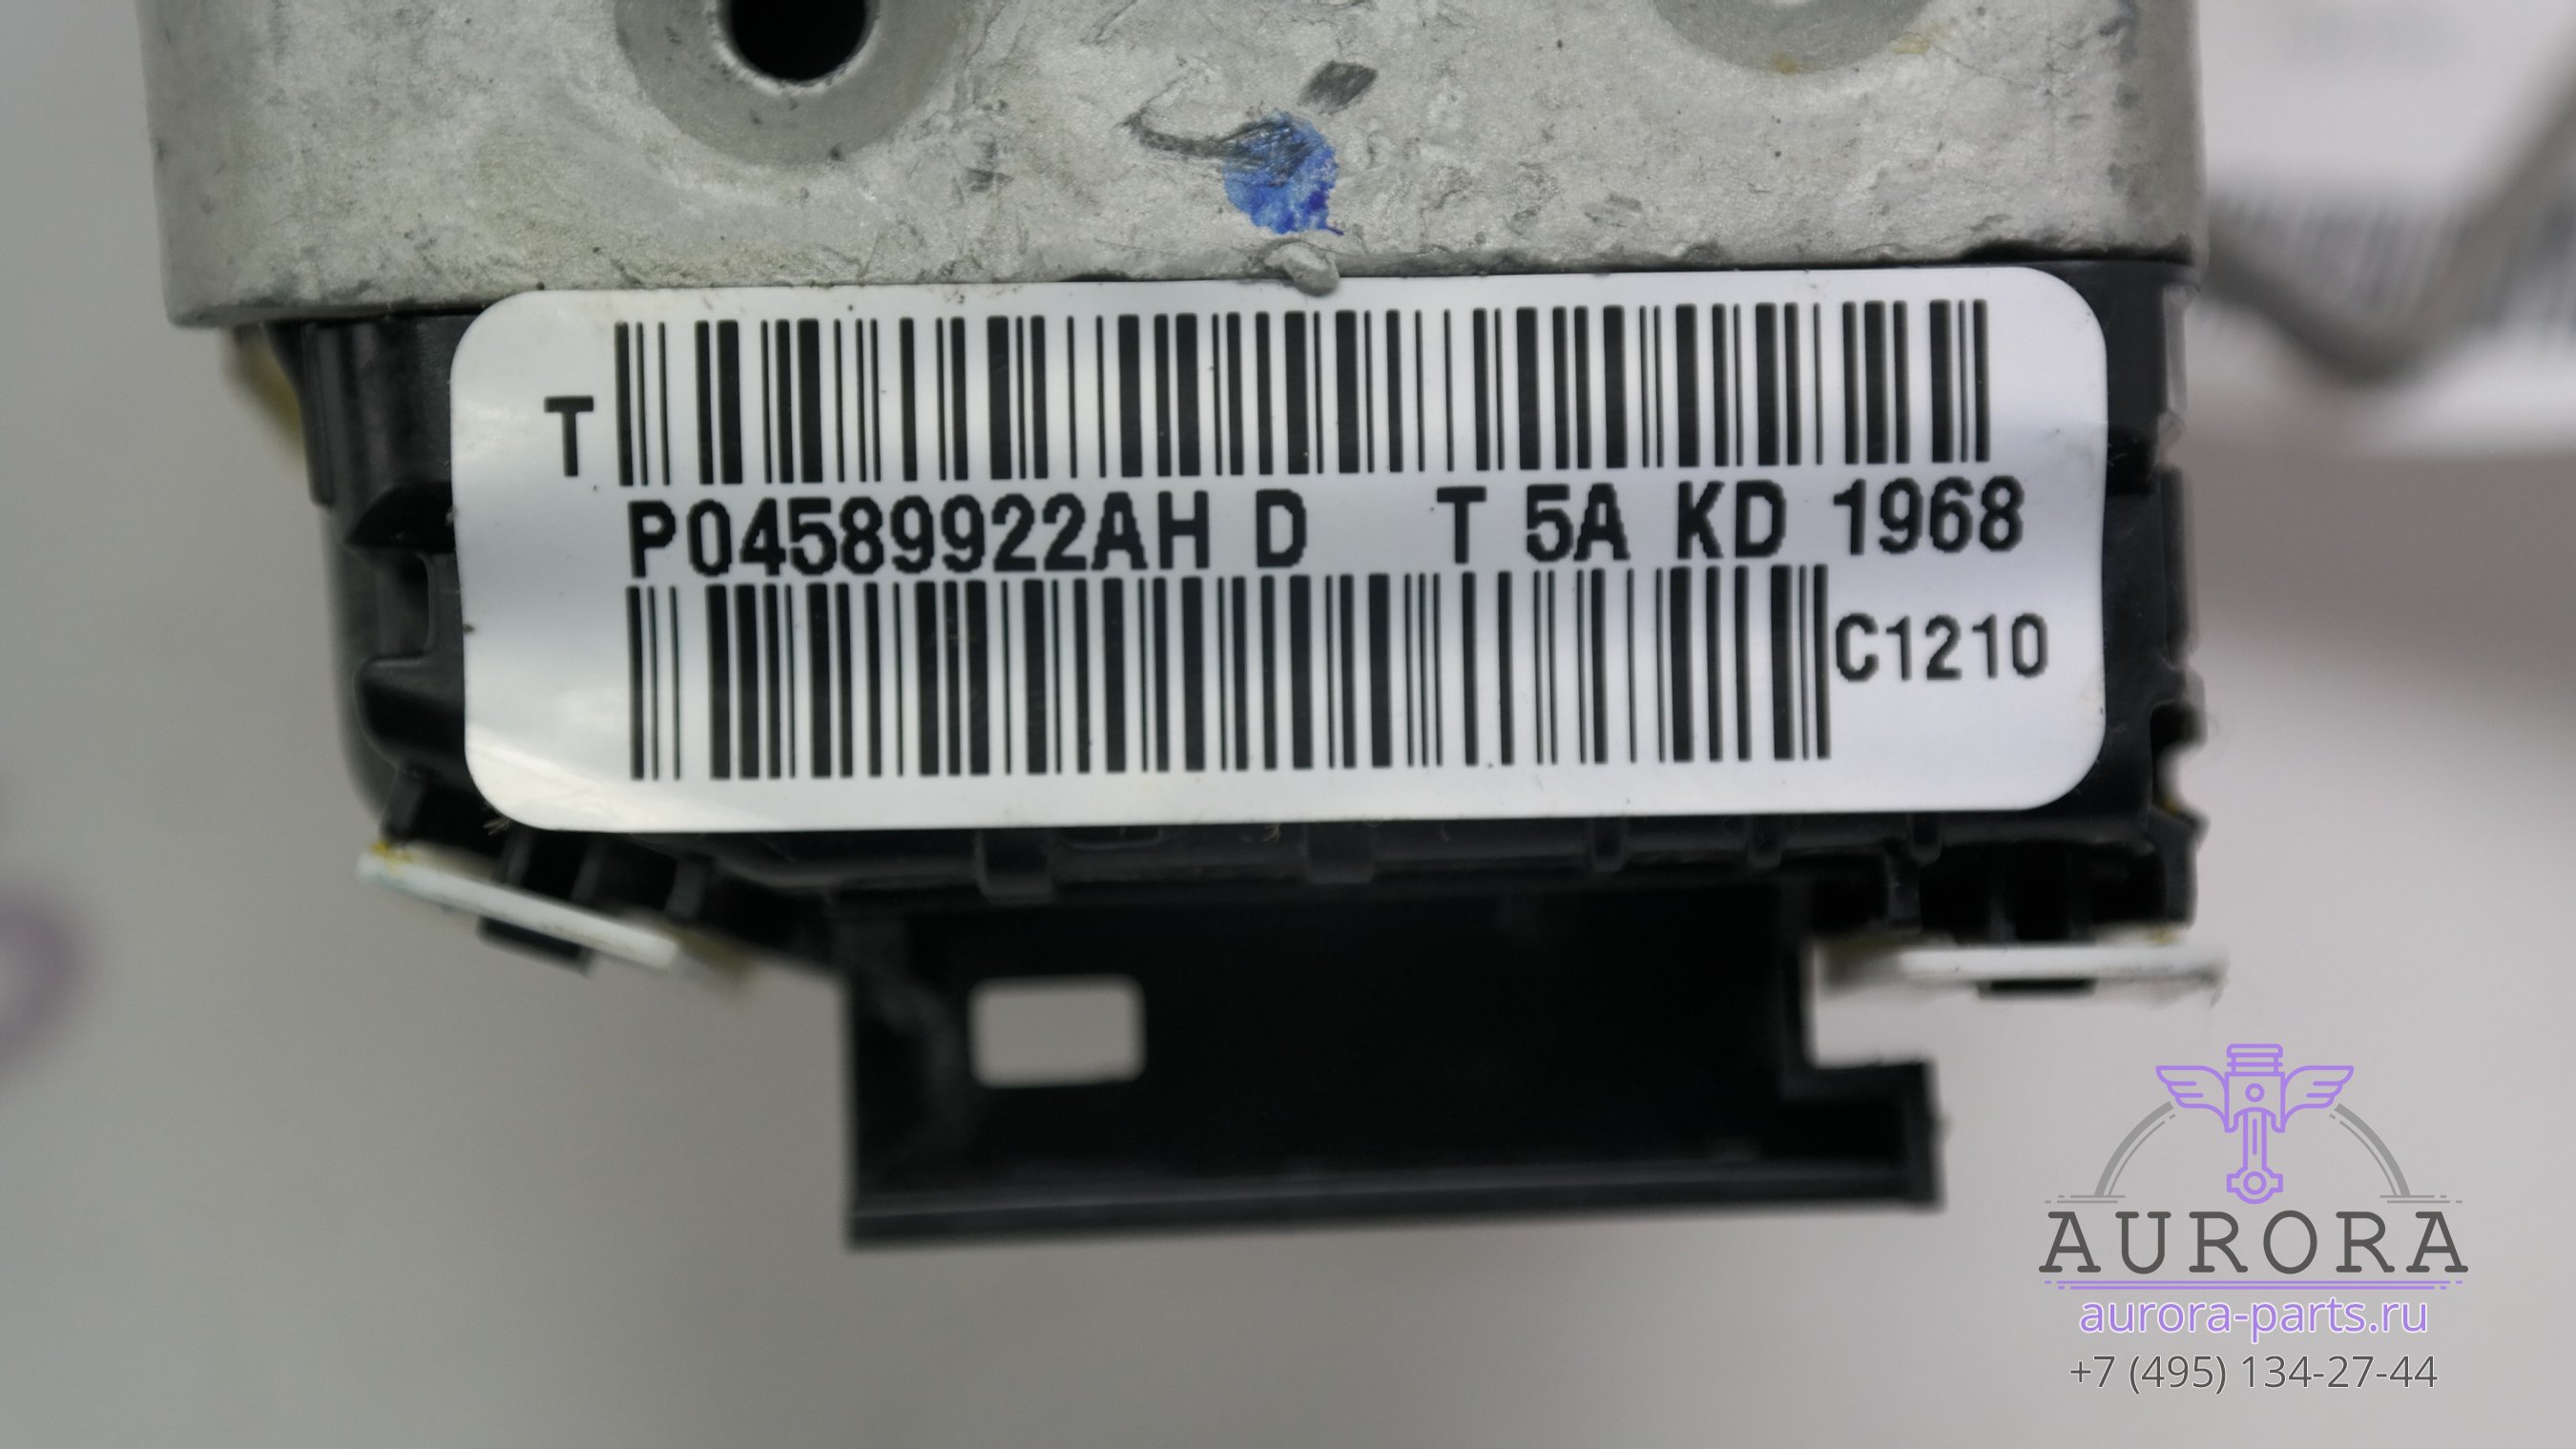 T
P04589922AH D T 5A KD 1968
C1210
AURORA
aurora-parts.ru
+7 (495) 134-27-44